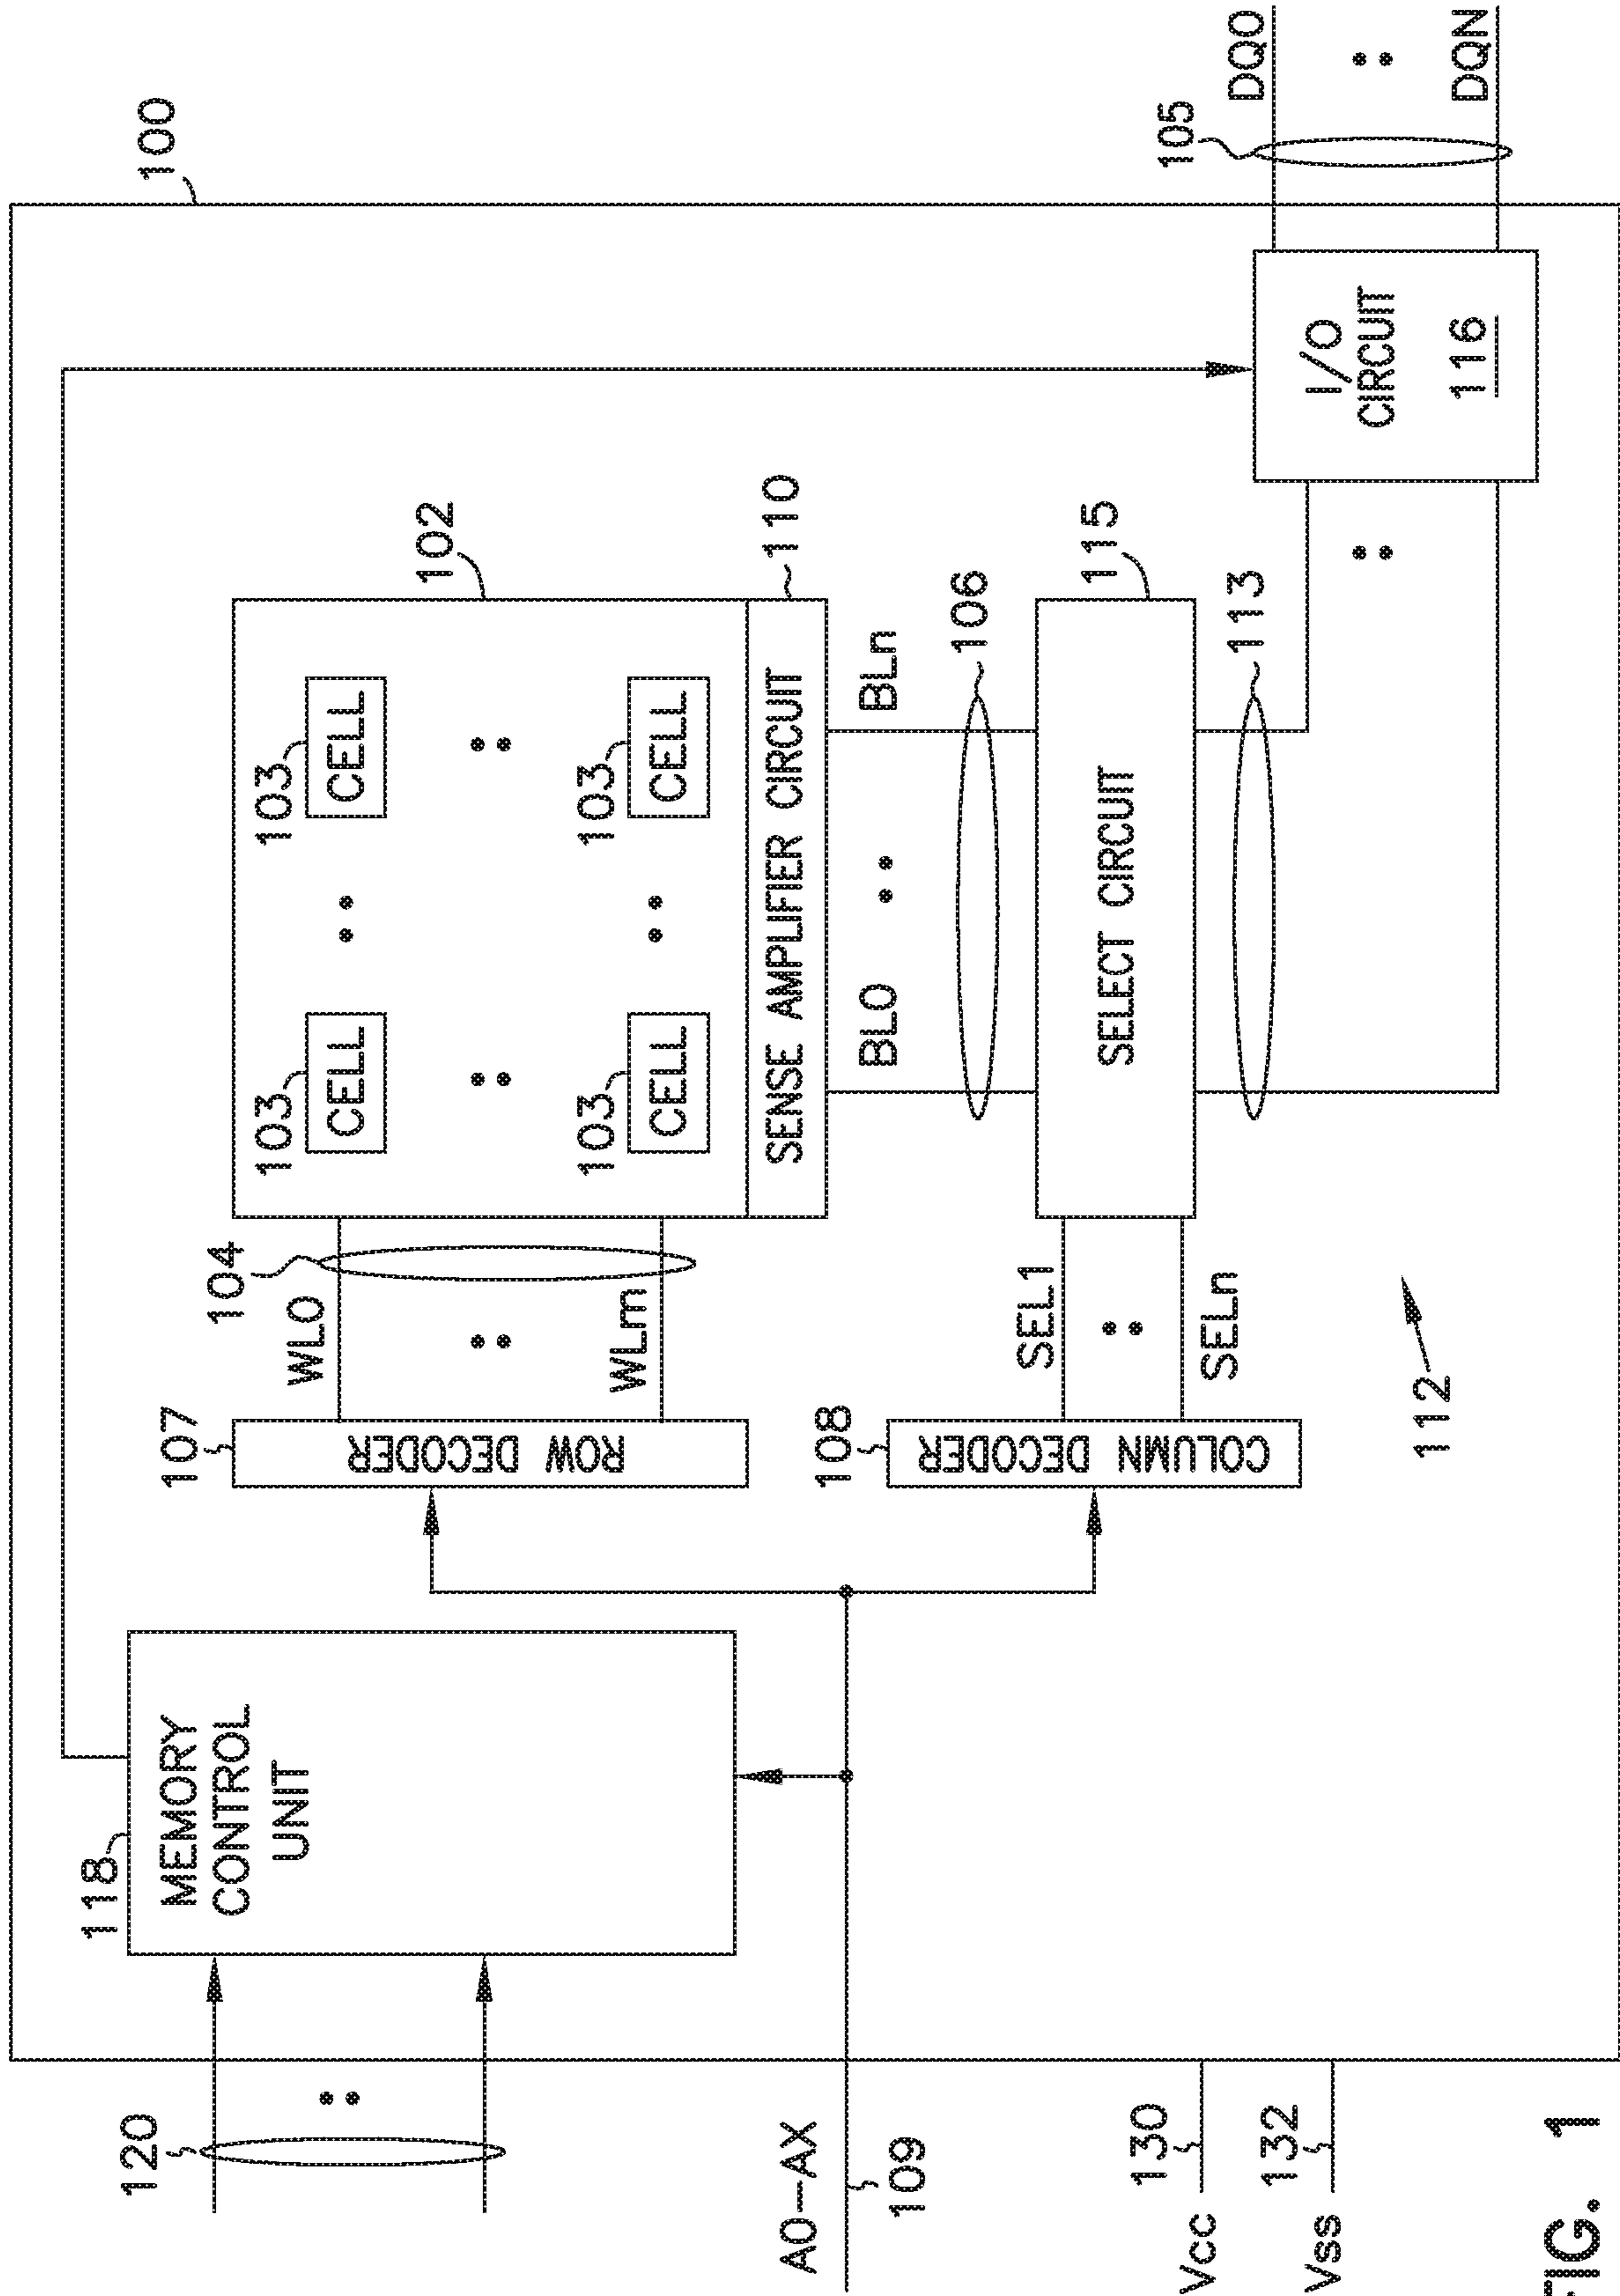 100
118
MEMORY
CONTROL
UNIT
120
A0—AX
109
Vcc
130
Vss
132
107
ROW DECODER
104
WL0
WLm
108
COLUMN DECODER
SEL1
SELn
112
102
103
CELL
103
CELL
103
CELL
103
CELL
SENSE AMPLIFIER CIRCUIT
110
BL0
BLn
106
SELECT CIRCUIT
115
113
I/O
CIRCUIT
116
105
DQ0
DQN
FIG. 1